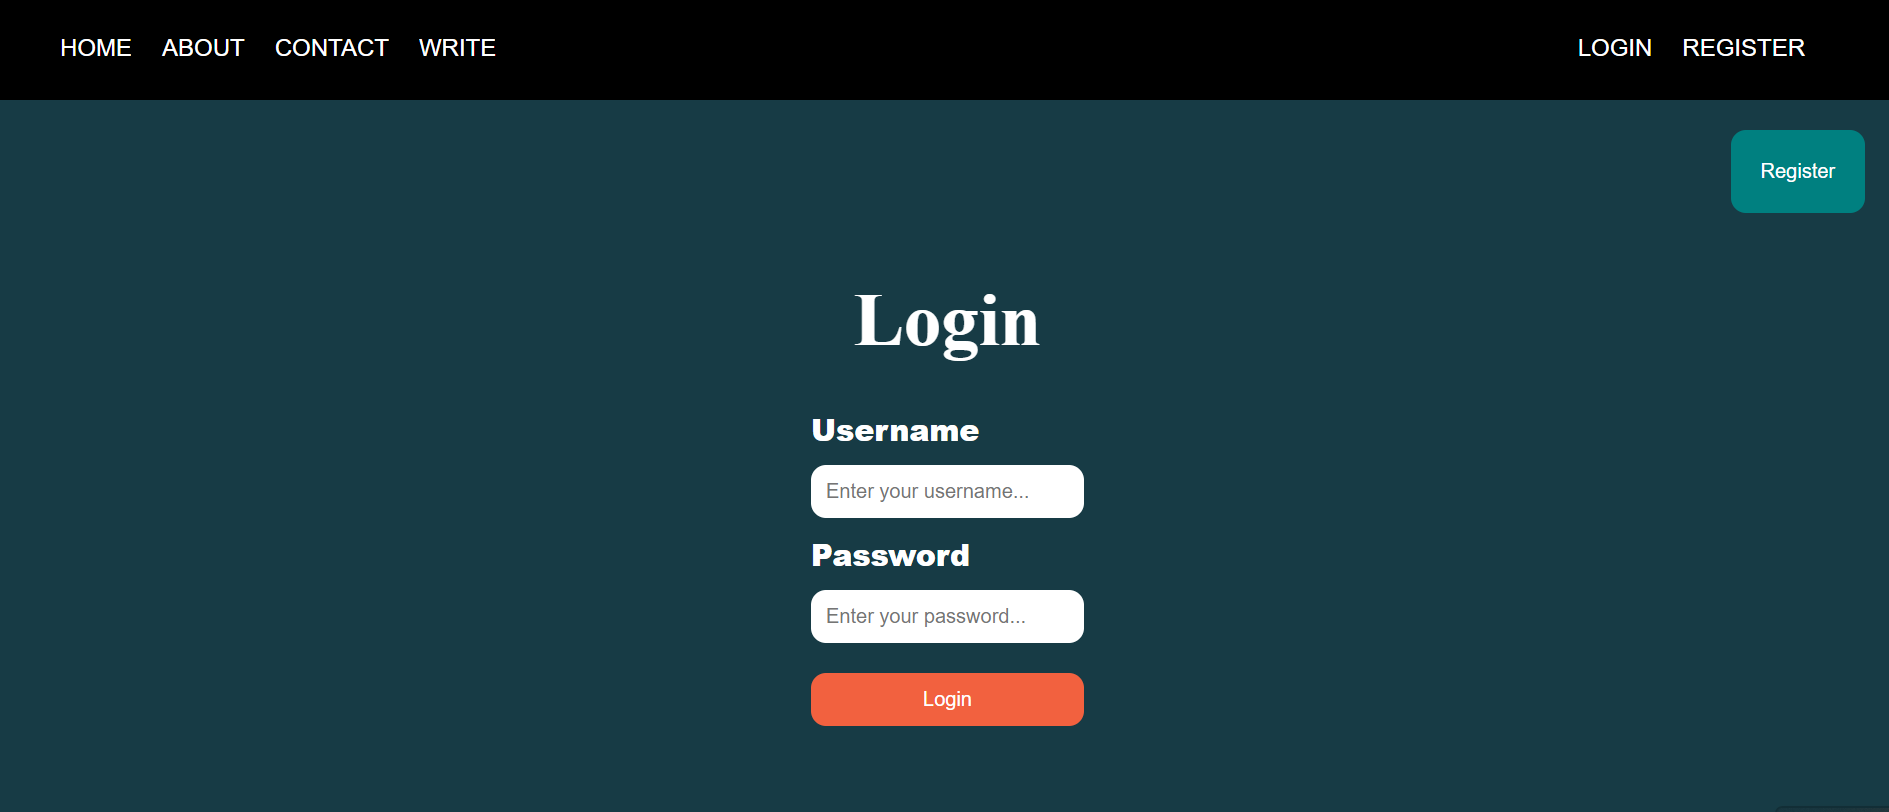 HOME ABOUT CONTACT WRITE LOGIN REGISTER
Register
Login
Username
Enter your username...
Password
Enter your password...
Login